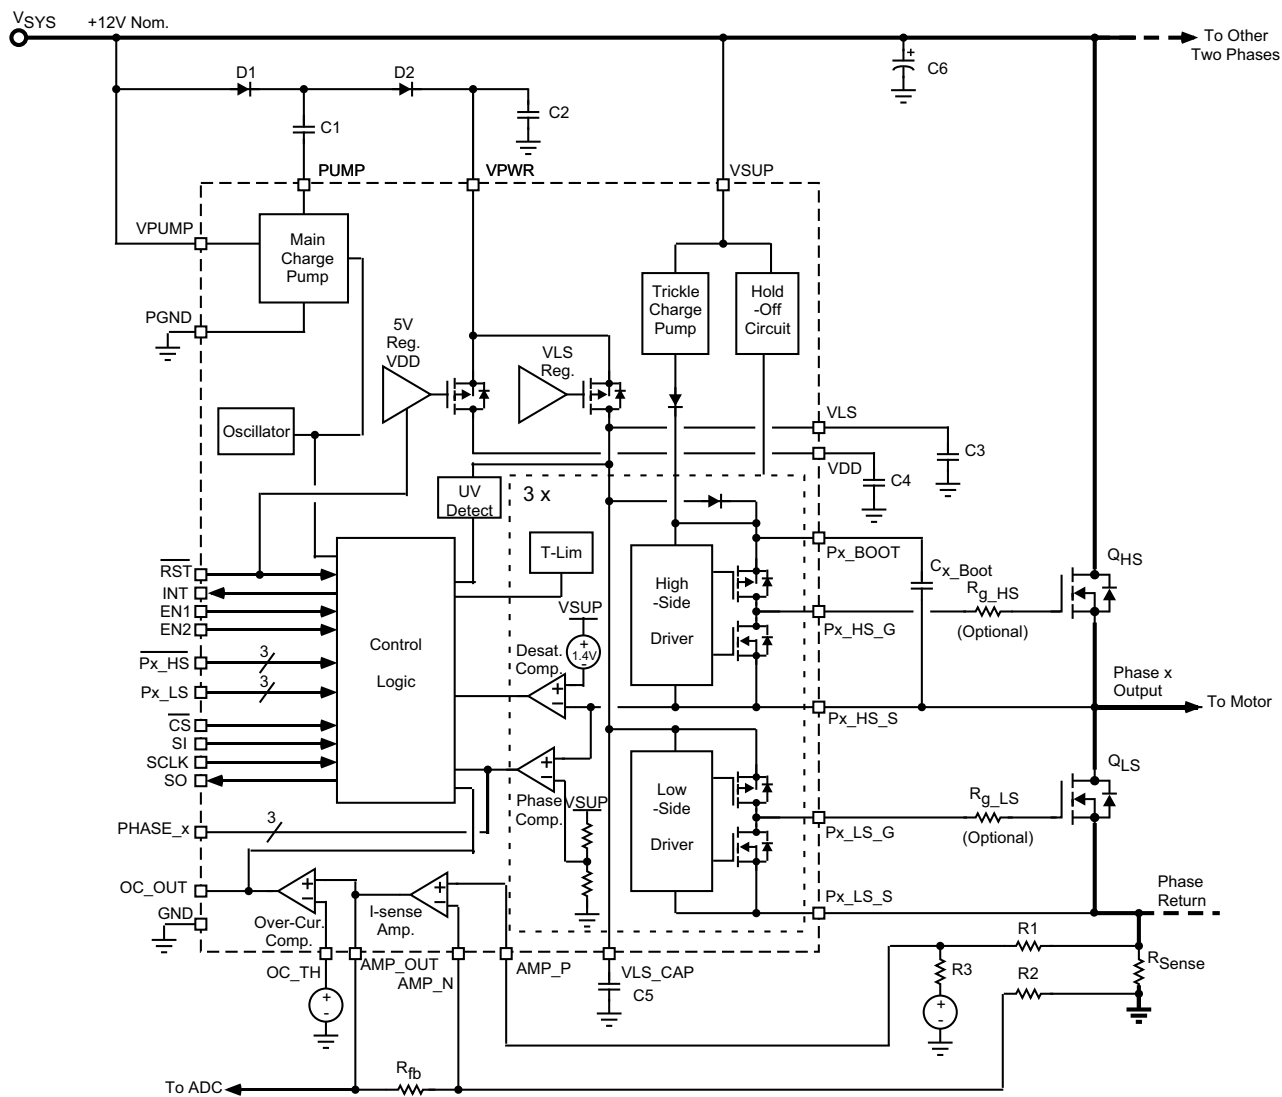 VSYS +12V Nom.
To Other
Two Phases
D1
D2
C6
C1
C2
PUMP
VPWR
VSUP
VPUMP
Main
Charge
Pump
Trickle
Charge
Pump
Hold
-Off
Circuit
PGND
5V
Reg.
VDD
VLS
Reg.
VLS
Oscillator
C3
VDD
C4
UV
Detect
3 x
T-Lim
Px_BOOT
QHS
Cx_Boot
High
-Side
Driver
Rg_HS
(Optional)
Px_HS_G
RST
INT
EN1
EN2
VSUP
+
1.4V
-
Control
Logic
Desat.
Comp.
+
−
Px_HS
3
Px_LS
3
Phase x
Output
To Motor
Px_HS_S
CS
SI
SCLK
SO
QLS
+
−
Phase
Comp.
VSUP
Low
-Side
Driver
Rg_LS
(Optional)
Px_LS_G
PHASE_x
3
OC_OUT
+
−
+
−
Over-Cur.
Comp.
I-sense
Amp.
Px_LS_S
Phase
Return
GND
OC_TH
AMP_OUT
AMP_N
AMP_P
VLS_CAP
C5
R1
R3
R2
RSense
+
-
+
-
Rfb
To ADC